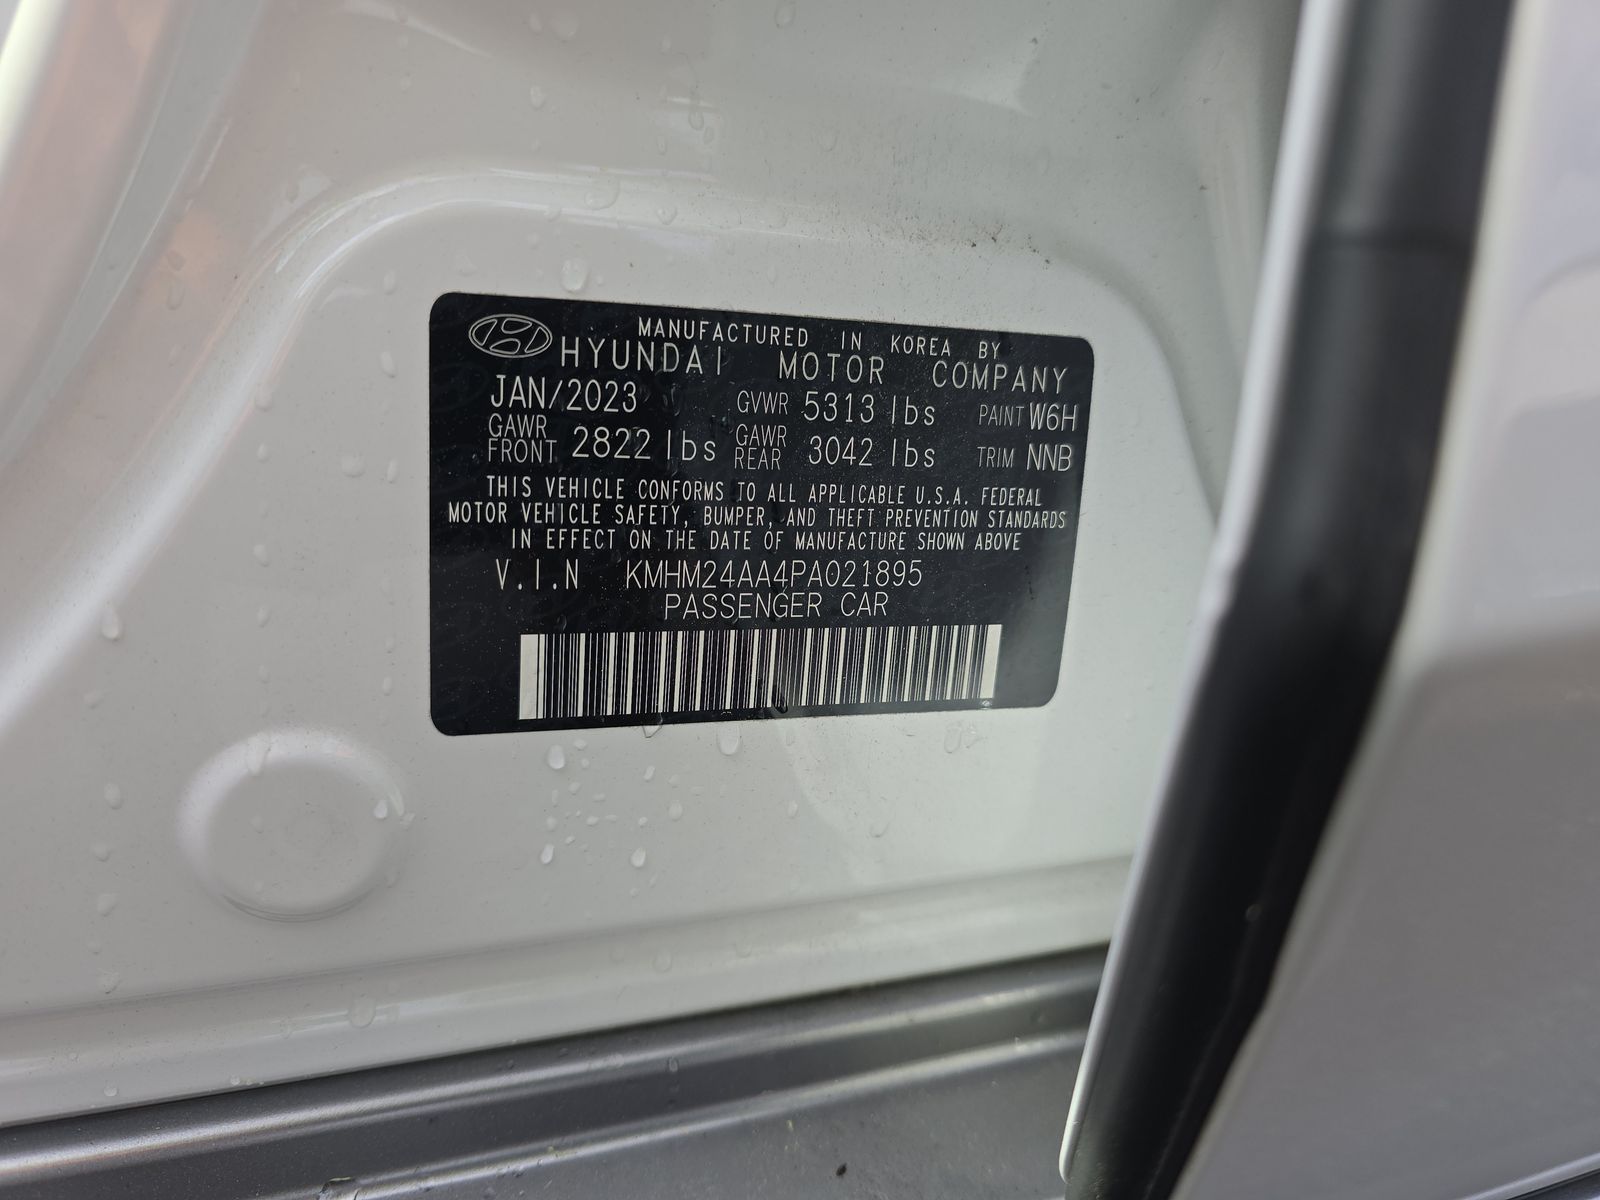 MANUFACTURED IN KOREA BY
HYUNDAI MOTOR COMPANY
JAN/2023 GVWR 5313 lbs PAINT W6H
GAWR FRONT 2822 lbs GAWR REAR 3042 lbs TRIM NNB
THIS VEHICLE CONFORMS TO ALL APPLICABLE U.S.A. FEDERAL
MOTOR VEHICLE SAFETY, BUMPER, AND THEFT PREVENTION STANDARDS
IN EFFECT ON THE DATE OF MANUFACTURE SHOWN ABOVE
V.I.N KMHM24AA4PA021895
PASSENGER CAR